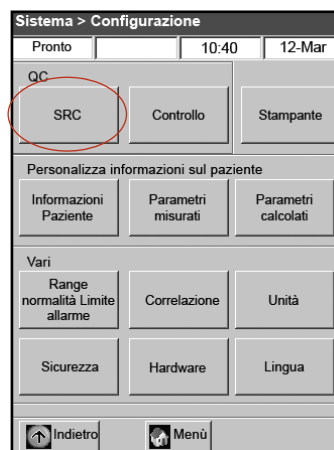 Sistema > Configurazione
Pronto 10:40 12-Mar
QC
SRC Controllo Stampante
Personalizza informazioni sul paziente
Informazioni Parametri Parametri
Paziente misurati calcolati
Vari
Range
normalità Limite Correlazione Unità
allarme
Sicurezza Hardware Lingua
Indietro Menù